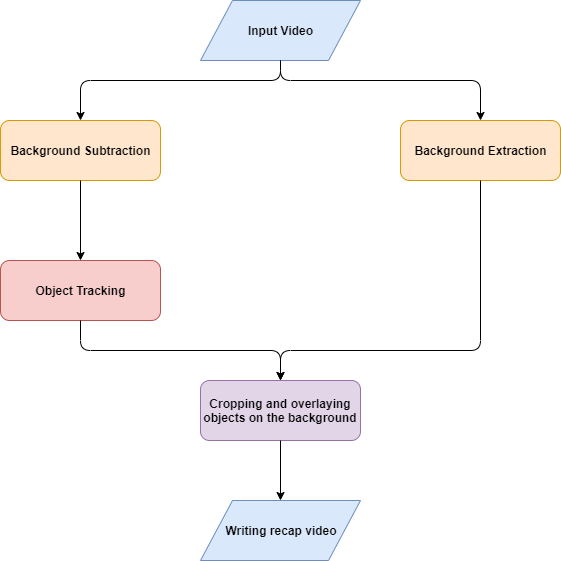 Input Video
Background Subtraction
Background Extraction
Object Tracking
Cropping and overlaying
objects on the background
Writing recap video